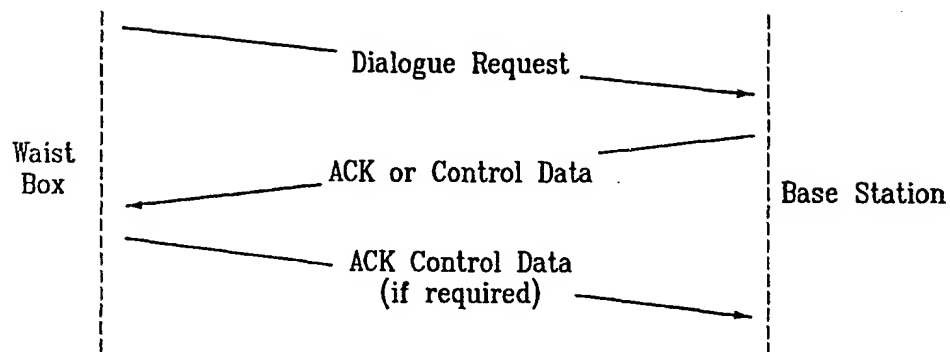 Dialogue Request
Waist
Box
ACK or Control Data
Base Station
ACK Control Data
(if required)